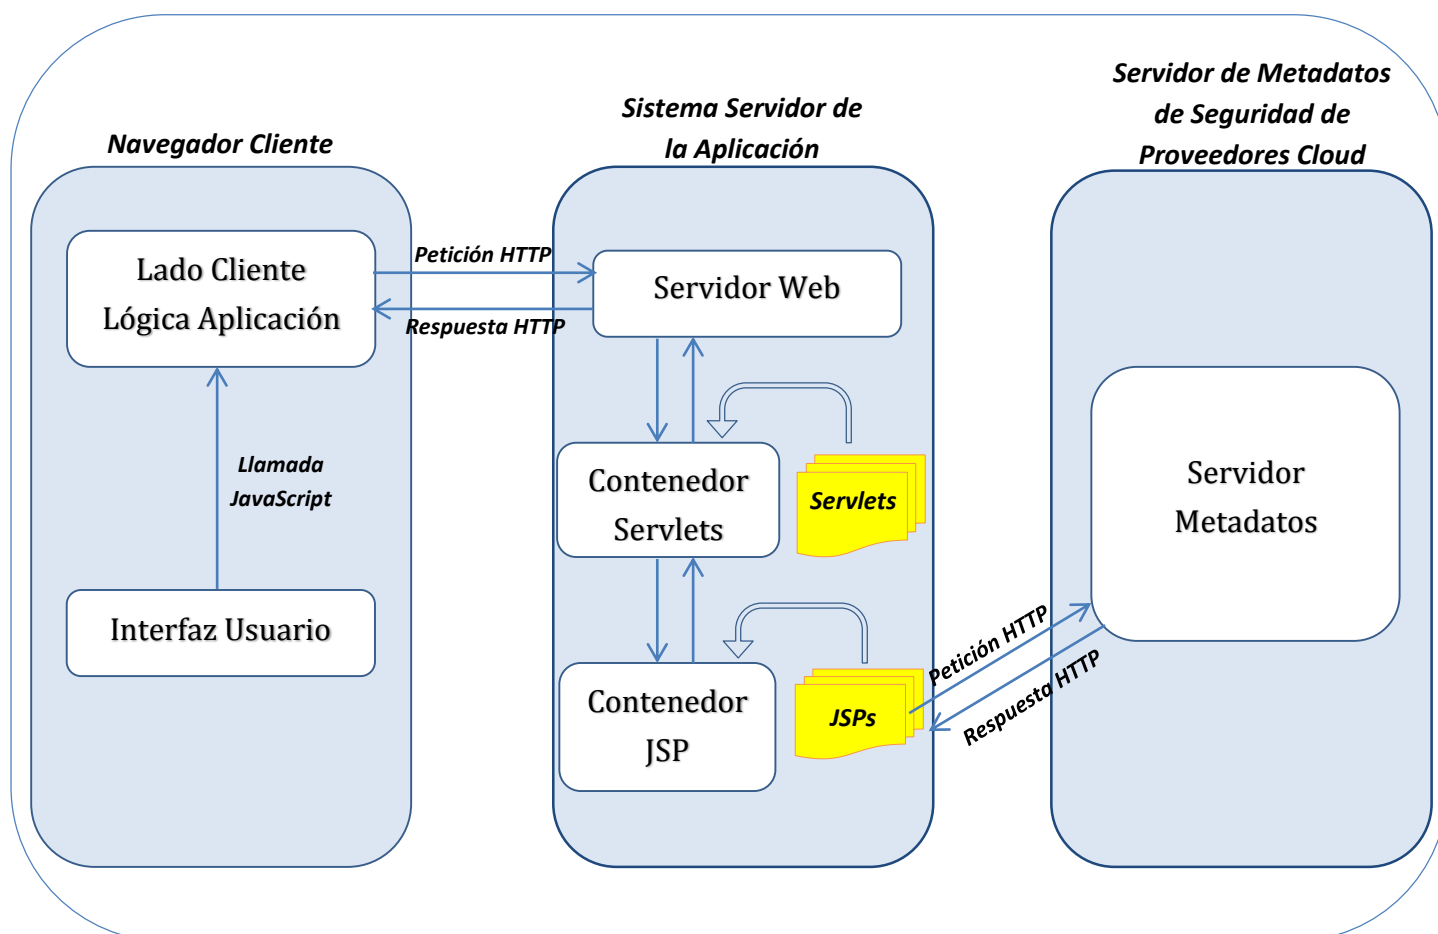 Navegador Cliente
Lado Cliente
Lógica Aplicación
Llamada
JavaScript
Interfaz Usuario
Petición HTTP
Respuesta HTTP
Sistema Servidor de
la Aplicación
Servidor Web
Contenedor
Servlets
Servlets
Contenedor
JSP
JSPs
Petición HTTP
Respuesta HTTP
Servidor de Metadatos
de Seguridad de
Proveedores Cloud
Servidor
Metadatos